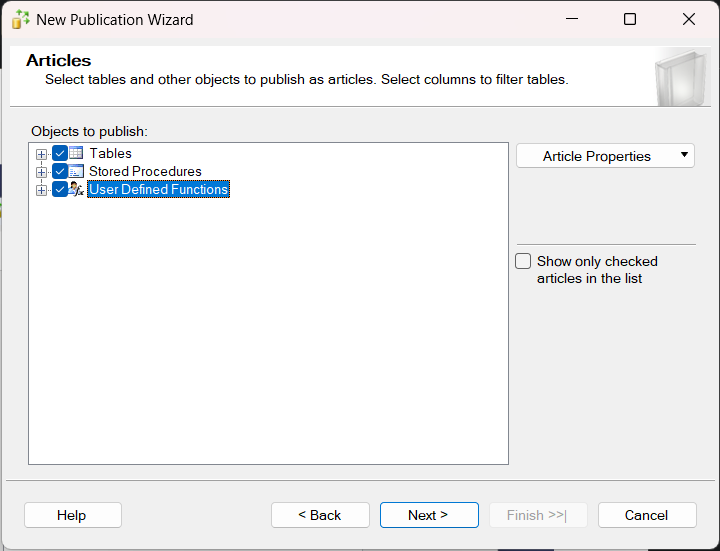 New Publication Wizard
Articles
Select tables and other objects to publish as articles. Select columns to filter tables.
Objects to publish:
Tables
Stored Procedures
User Defined Functions
Article Properties
Show only checked
articles in the list
Help
< Back
Next >
Finish >>|
Cancel